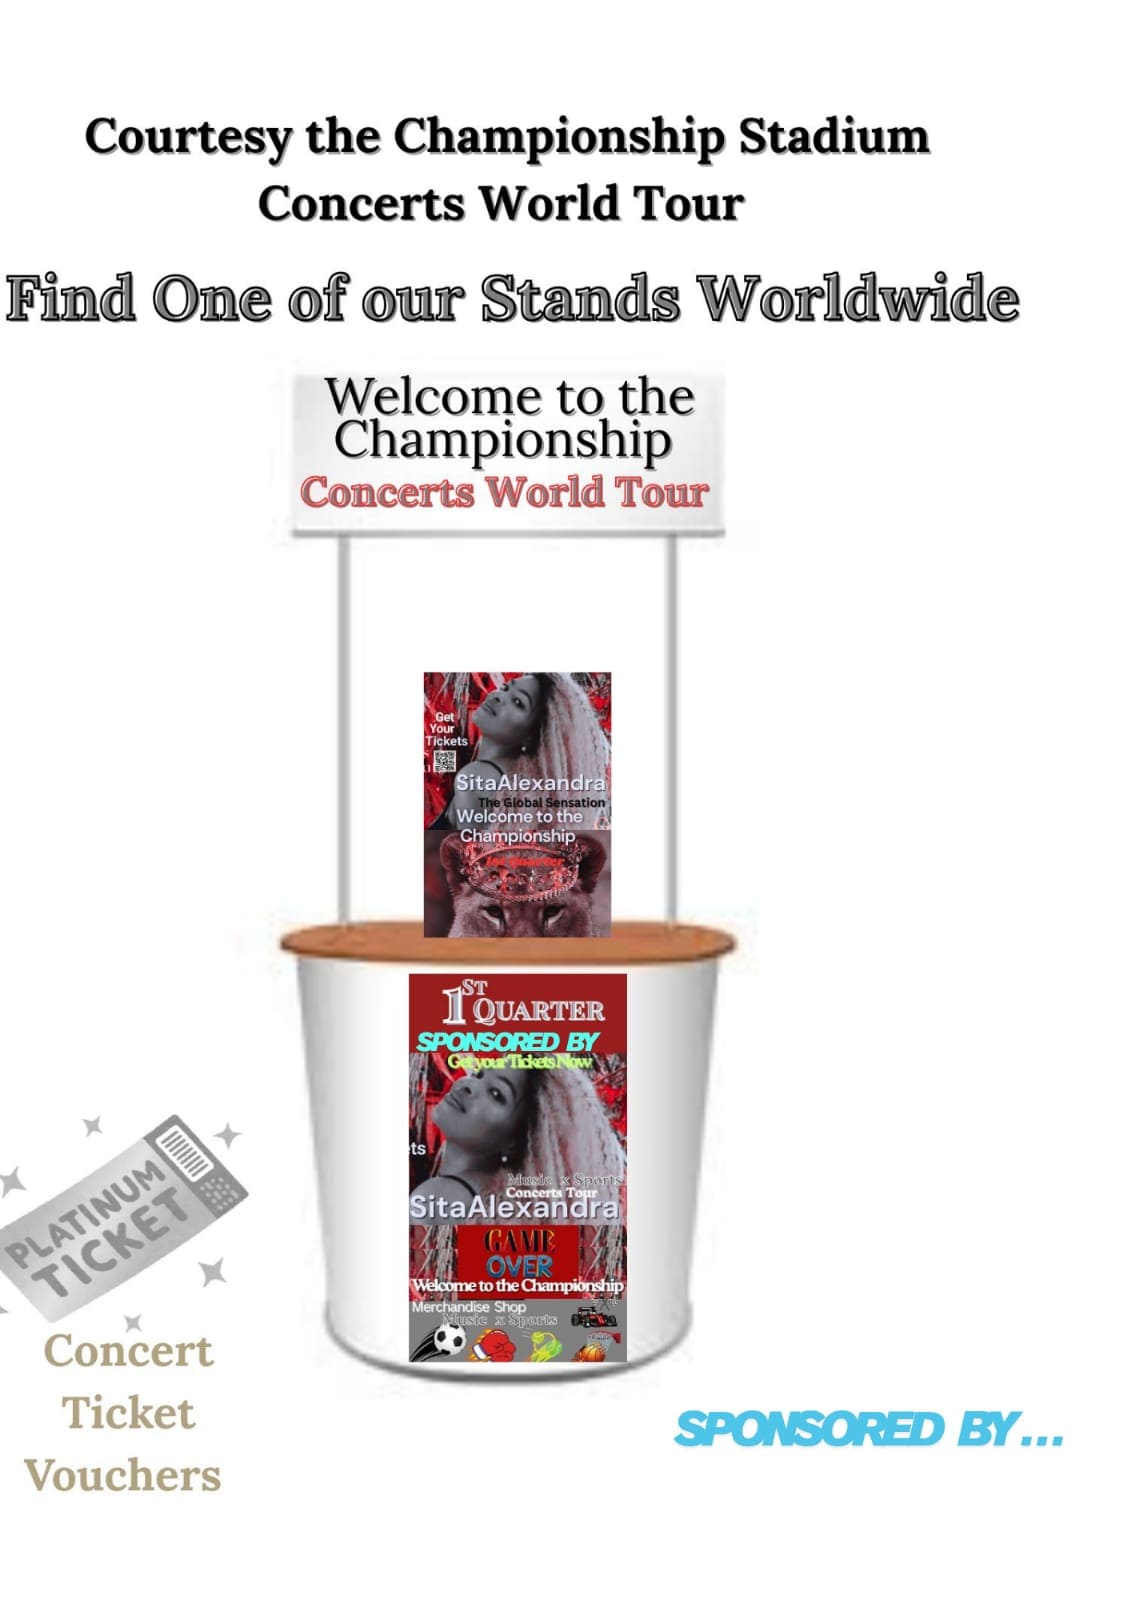 Courtesy the Championship Stadium
Concerts World Tour
Find One of our Stands Worldwide
Welcome to the
Championship
Concerts World Tour
Get
Your
Tickets
SitaAlexandra
The Global Sensation
Welcome to the
Championship
1st Quarter
1ST
QUARTER
SPONSORED BY
Get your Tickets Now
ts
Music x Sports
Concerts Tour
SitaAlexandra
GAME
OVER
Welcome to the Championship
Merchandise Shop
Music x Sports
PLATINUM
TICKET
Concert
Ticket
Vouchers
SPONSORED BY...